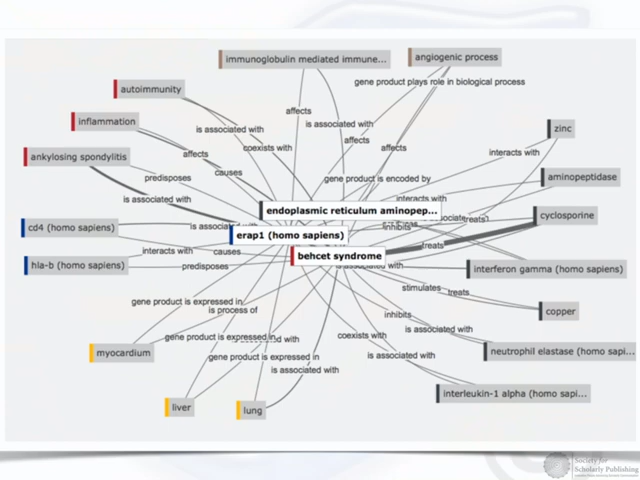 immunoglobulin mediated immune...
angiogenic process
gene product plays role in biological process
autoimmunity
affects
inflammation
is associated with
is associated with
zinc
coexists with
affects
affects
interacts with
ankylosing spondylitis
affects
causes
predisposes
gene product is encoded by
aminopeptidase
is associated with
interacts with
endoplasmic reticulum aminopep...
cyclosporine
cd4 (homo sapiens)
inhibits
treats
erap1 (homo sapiens)
treats
interacts with
causes
behcet syndrome
hla-b (homo sapiens)
predisposes
interferon gamma (homo sapiens)
stimulates
treats
gene product is expressed in
is process of
copper
inhibits
is associated with
gene product is expressed in
coexists with
myocardium
gene product is expressed in
is associated with
neutrophil elastase (homo sapi...
is associated with
interleukin-1 alpha (homo sapi...
liver
lung
Society for
Scholarly Publishing